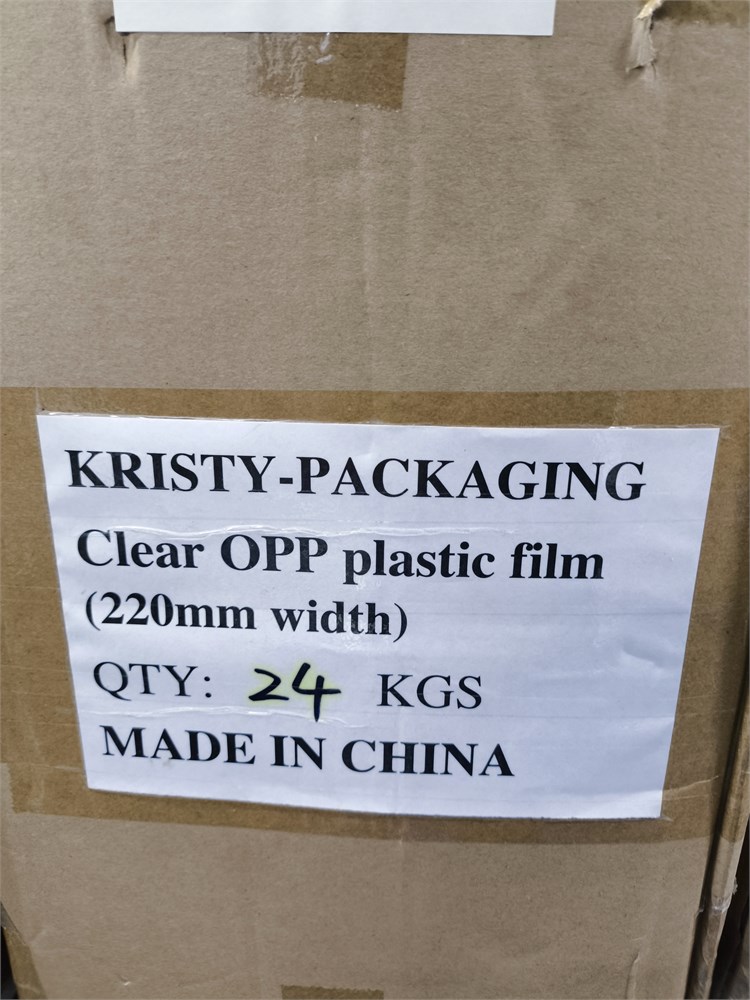 KRISTY-PACKAGING
Clear OPP plastic film
(220mm width)
QTY: 24 KGS
MADE IN CHINA